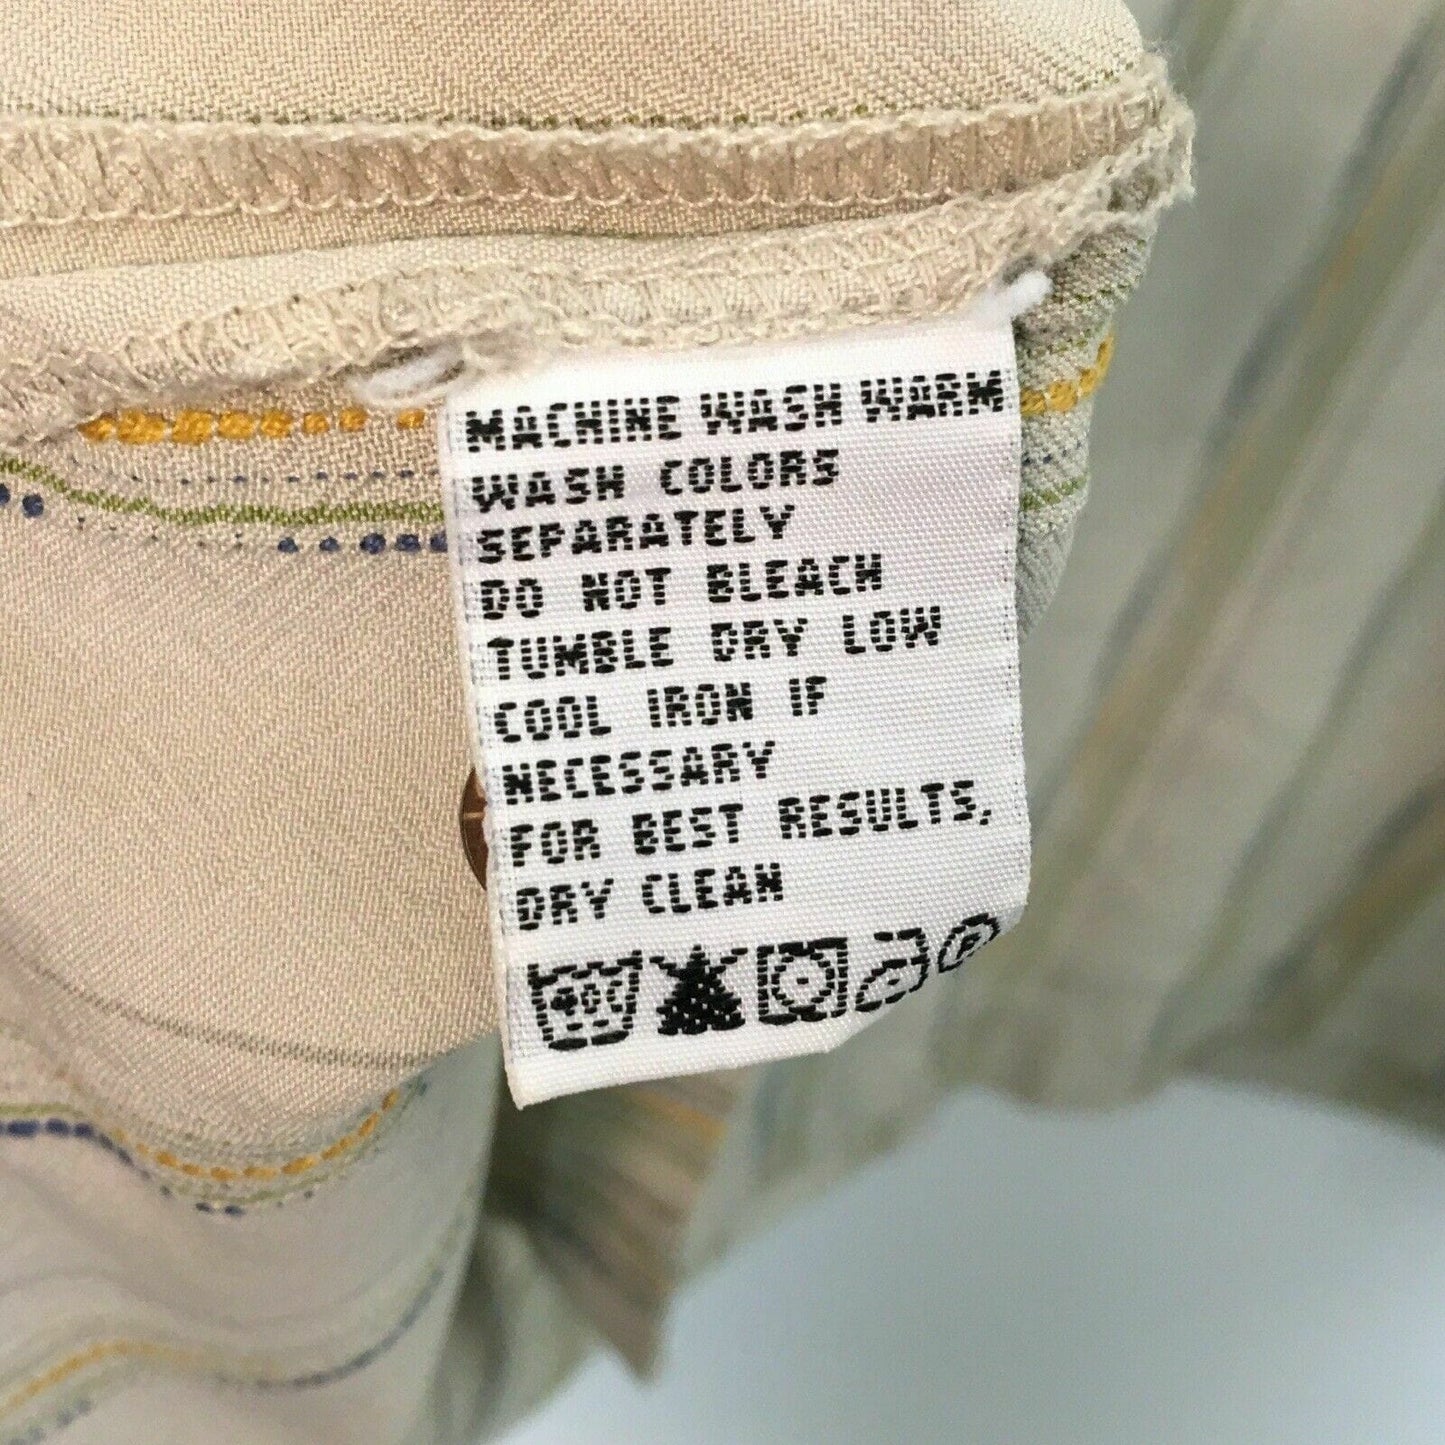 MACHINE WASH WARM
WASH COLORS
SEPARATELY
DO NOT BLEACH
TUMBLE DRY LOW
COOL IRON IF
NECESSARY
FOR BEST RESULTS,
DRY CLEAN
40C P